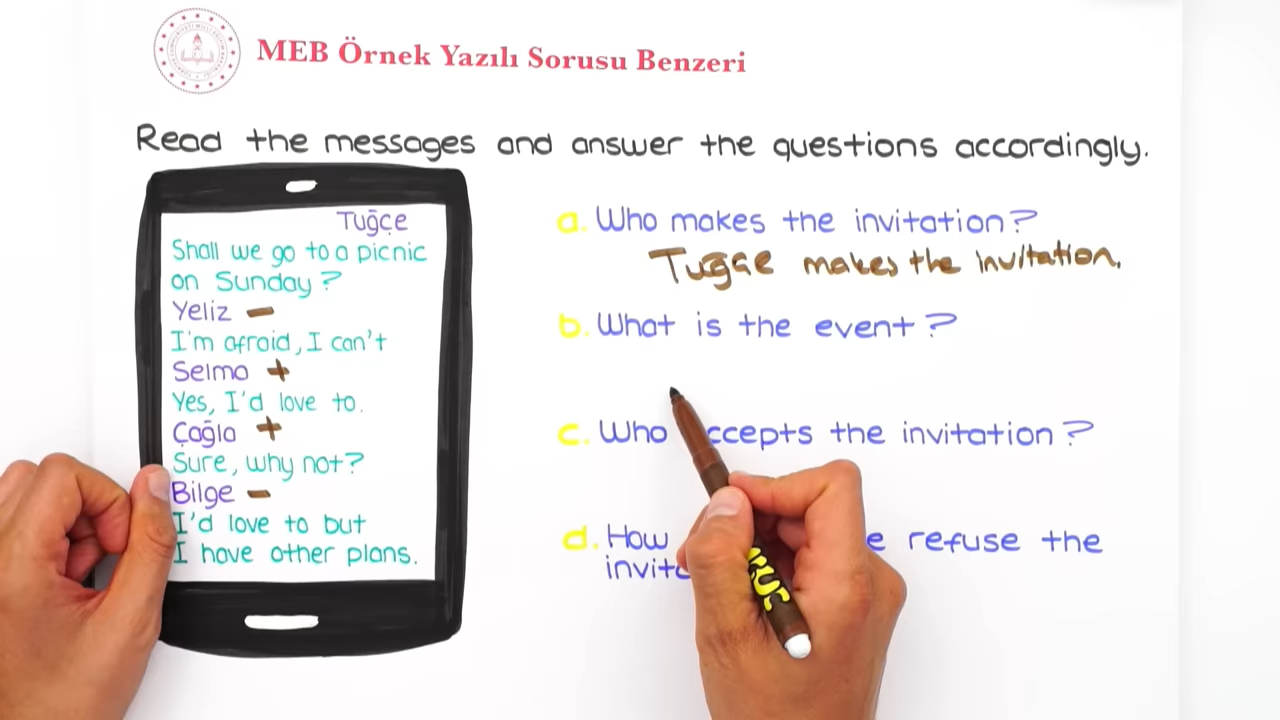 MEB Örnek Yazılı Sorusu Benzeri
Read the messages and answer the questions accordingly.
Tuğçe
Shall we go to a picnic
on Sunday?
Yeliz -
I'm afraid, I can't
Selma +
Yes, I'd love to.
Çağla +
Sure, why not?
Bilge -
I'd love to but
I have other plans.
a. Who makes the invitation?
Tuğçe makes the invitation.
b. What is the event?
c. Who accepts the invitation?
d. How refuse the